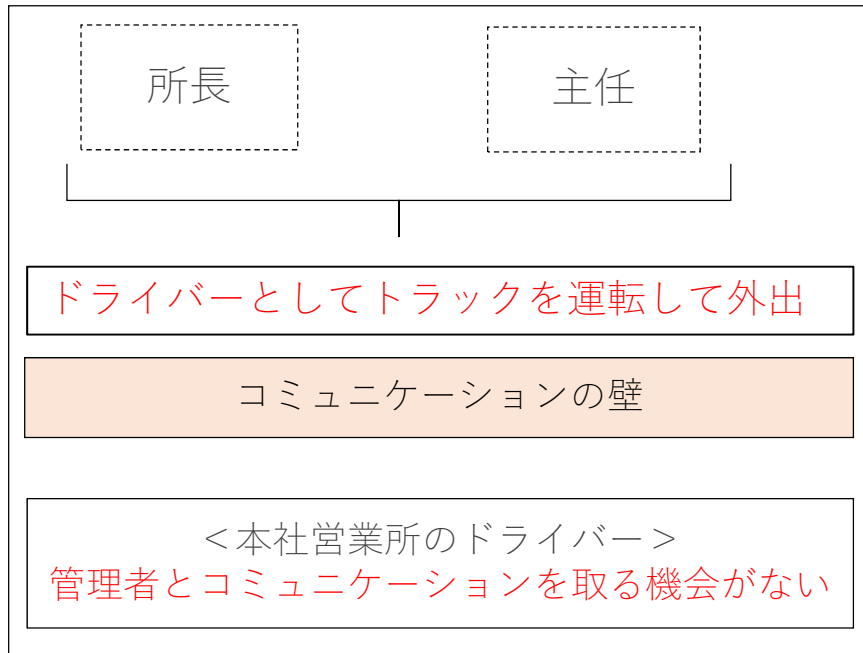 所長
主任
ドライバーとしてトラックを運転して外出
コミュニケーションの壁
＜本社営業所のドライバー＞
管理者とコミュニケーションを取る機会がない